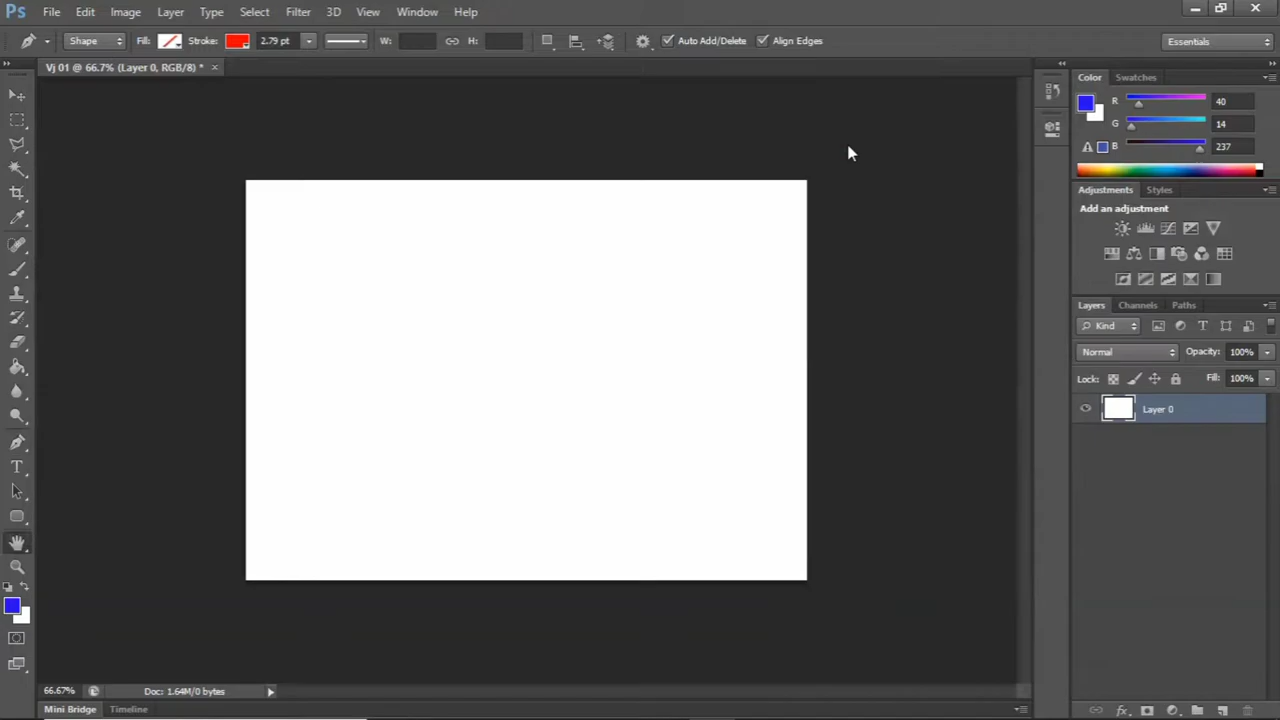 Ps File Edit Image Layer Type Select Filter 3D View Window Help
Shape Fill: Stroke: 2.79 pt W: H: Auto Add/Delete Align Edges Essentials
Vj 01 @ 66.7% (Layer 0, RGB/8) * ×
Color Swatches
R 40
G 14
B 237
Adjustments Styles
Add an adjustment
Layers Channels Paths
Kind
Normal Opacity: 100%
Lock: Fill: 100%
Layer 0
66.67% Doc: 1.64M/0 bytes
Mini Bridge Timeline